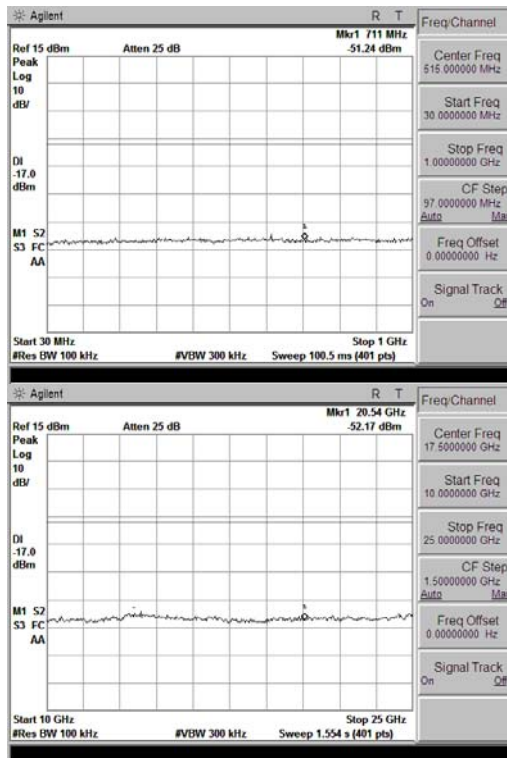 Agilent R T Freq/Channel
Mkr1 711 MHz
Ref 15 dBm Atten 25 dB -51.24 dBm
Peak
Log
10
dB/
DI
-17.0
dBm
M1 S2
S3 FC
AA
Center Freq
515.000000 MHz
Start Freq
30.0000000 MHz
Stop Freq
1.00000000 GHz
CF Step
97.0000000 MHz
Auto Ma
Freq Offset
0.00000000 Hz
Signal Track
On Off
Start 30 MHz Stop 1 GHz
#Res BW 100 kHz #VBW 300 kHz Sweep 100.5 ms (401 pts)
Agilent R T Freq/Channel
Mkr1 20.54 GHz
Ref 15 dBm Atten 25 dB -52.17 dBm
Peak
Log
10
dB/
DI
-17.0
dBm
M1 S2
S3 FC
AA
Center Freq
17.5000000 GHz
Start Freq
10.0000000 GHz
Stop Freq
25.0000000 GHz
CF Step
1.50000000 GHz
Auto Ma
Freq Offset
0.00000000 Hz
Signal Track
On Off
Start 10 GHz Stop 25 GHz
#Res BW 100 kHz #VBW 300 kHz Sweep 1.554 s (401 pts)